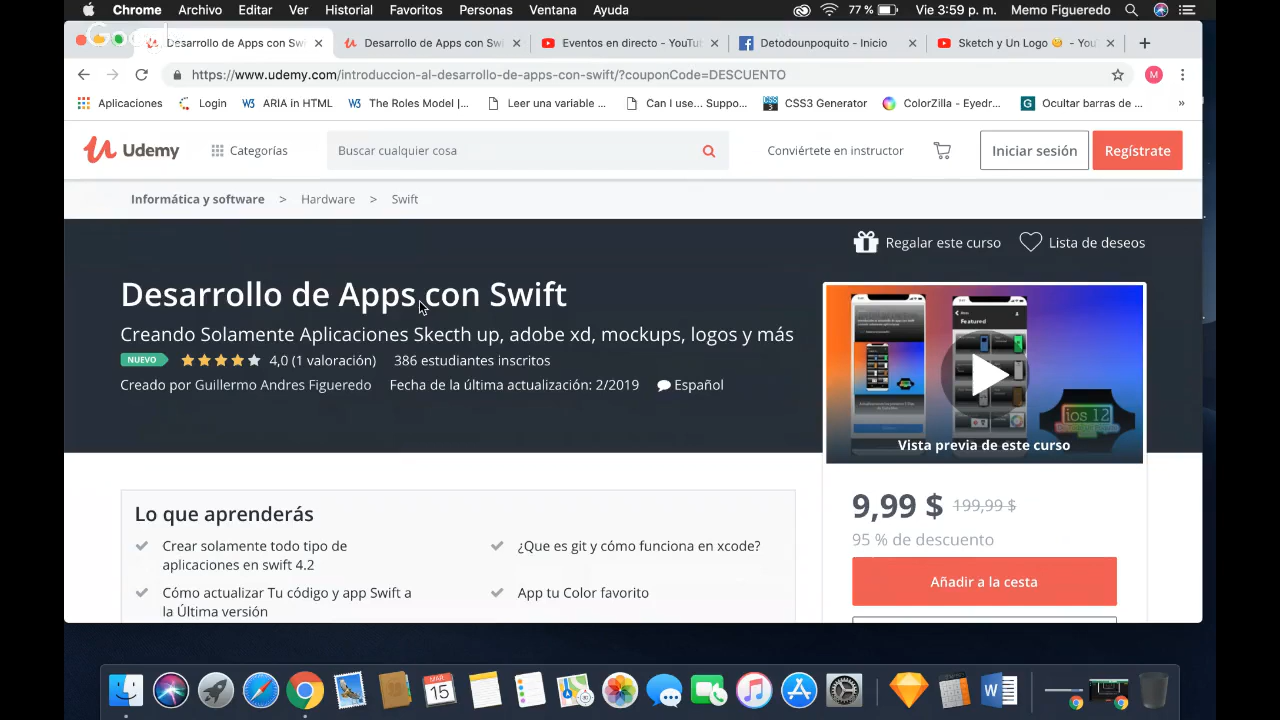 Chrome Archivo Editar Ver Historial Favoritos Personas Ventana Ayuda 77 % Vie 3:59 p. m. Memo Figueredo
Desarrollo de Apps con Swi Desarrollo de Apps con Swi Eventos en directo - YouTu Detodounpoquito - Inicio Sketch y Un Logo - You
https://www.udemy.com/introduccion-al-desarrollo-de-apps-con-swift/?couponCode=DESCUENTO M
Aplicaciones Login ARIA in HTML The Roles Model |... Leer una variable ... Can I use... Suppo... CSS3 Generator ColorZilla - Eyedr... Ocultar barras de ... »
Udemy Categorías Buscar cualquier cosa Conviértete en instructor Iniciar sesión Regístrate
Informática y software > Hardware > Swift
Regalar este curso Lista de deseos
Desarrollo de Apps con Swift
Creando Solamente Aplicaciones Skecth up, adobe xd, mockups, logos y más
NUEVO 4,0 (1 valoración) 386 estudiantes inscritos
Creado por Guillermo Andres Figueredo Fecha de la última actualización: 2/2019 Español
Featured
ios 12
Vista previa de este curso
9,99 $ 199,99 $
95 % de descuento
Añadir a la cesta
Lo que aprenderás
Crear solamente todo tipo de
aplicaciones en swift 4.2
¿Que es git y cómo funciona en xcode?
Cómo actualizar Tu código y app Swift a
la Última versión
App tu Color favorito
MAR
15